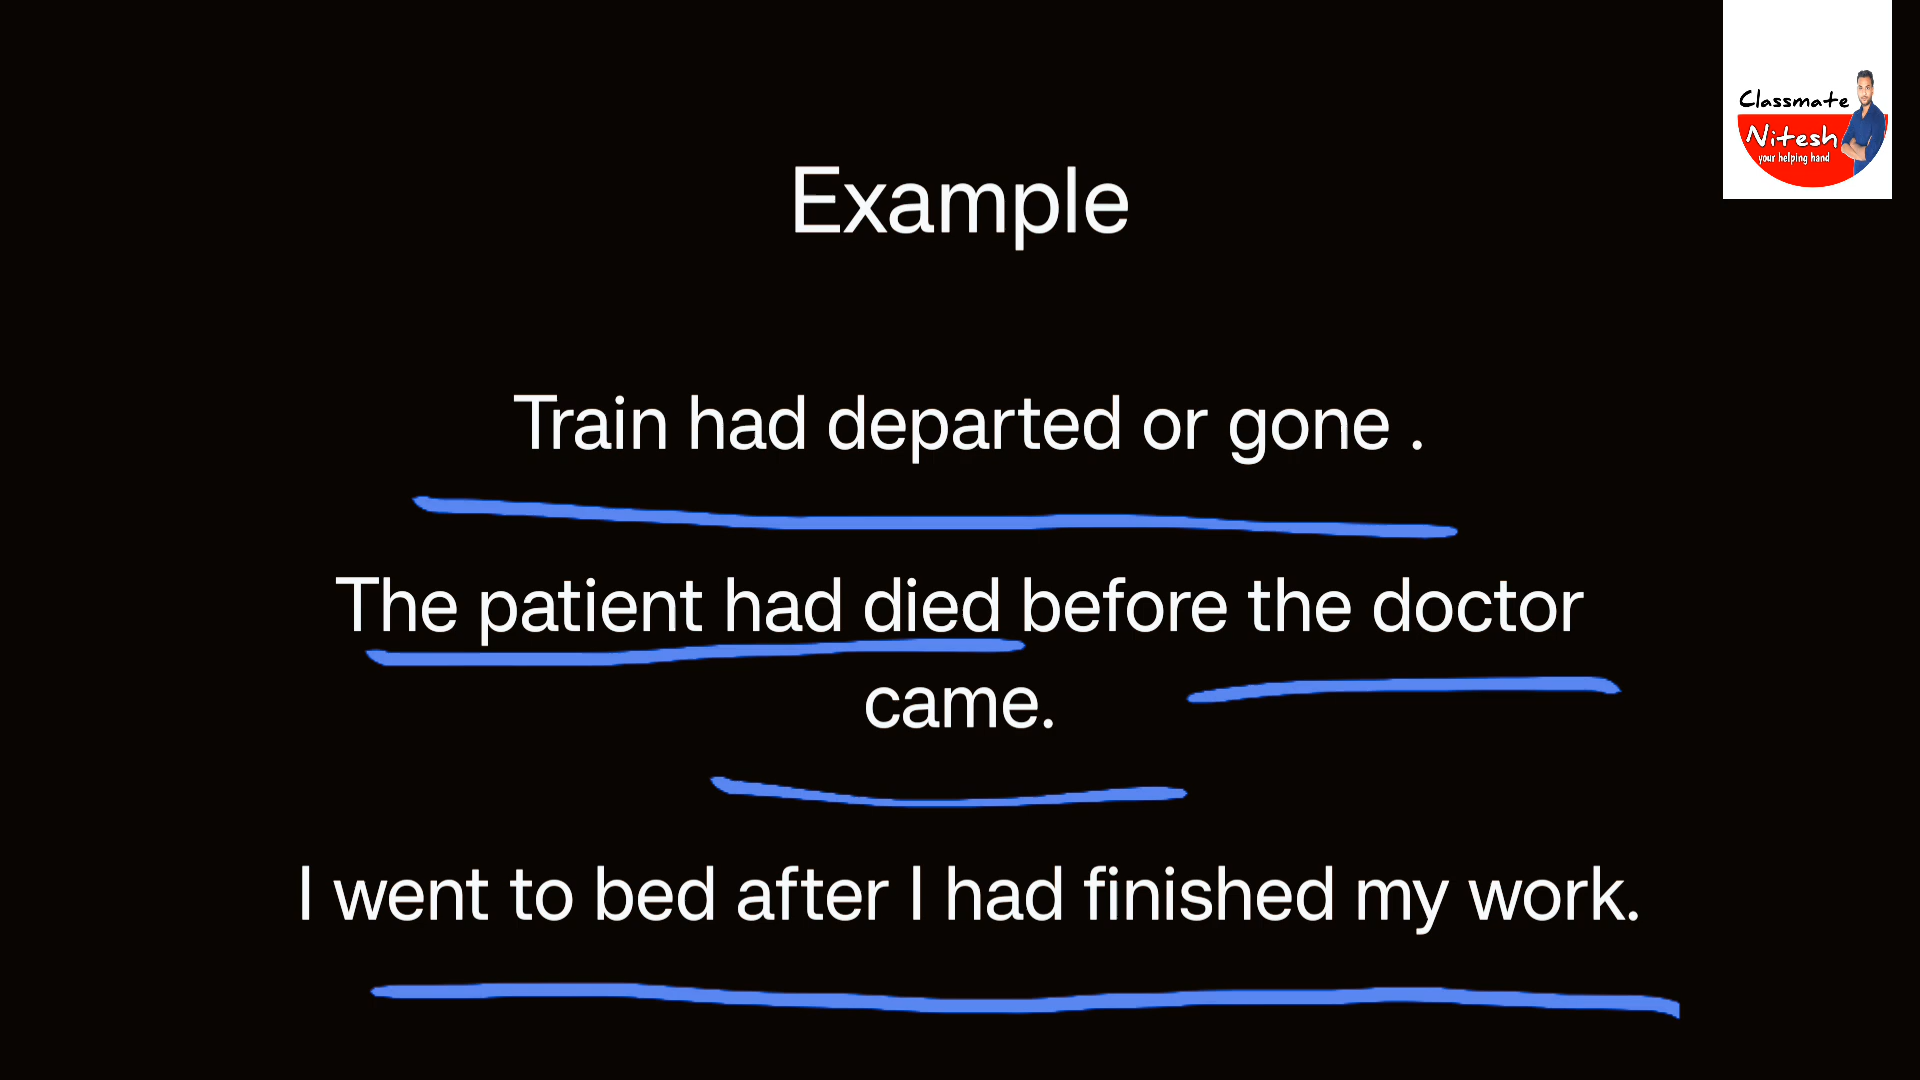 Classmate
Nitesh
your helping hand
Example
Train had departed or gone .
The patient had died before the doctor
came.
I went to bed after I had finished my work.